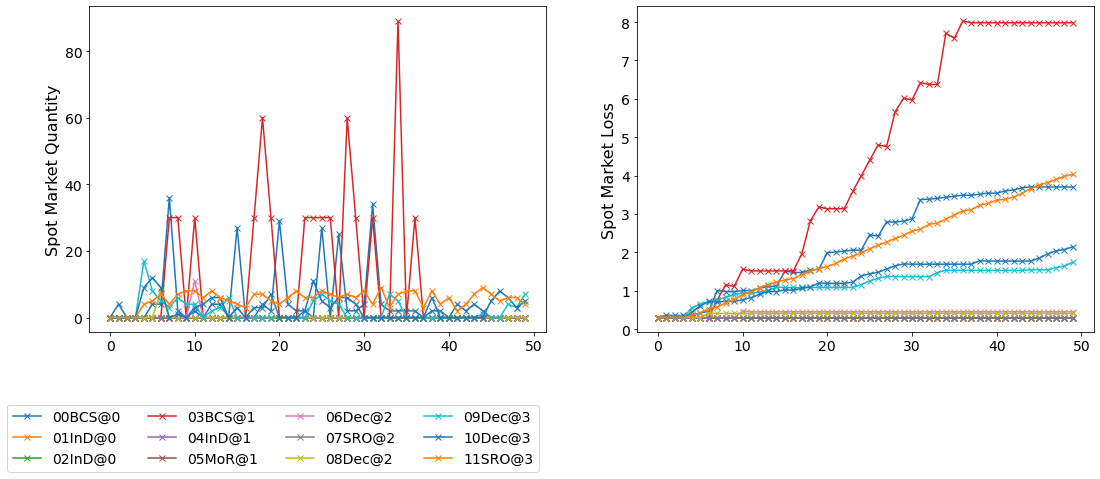 Spot Market Quantity
80
60
40
20
0
0 10 20 30 40 50
Spot Market Loss
8
7
6
5
4
3
2
1
0
0 10 20 30 40 50
00BCS@0 03BCS@1 06Dec@2 09Dec@3
01InD@0 04InD@1 07SRO@2 10Dec@3
02InD@0 05MoR@1 08Dec@2 11SRO@3